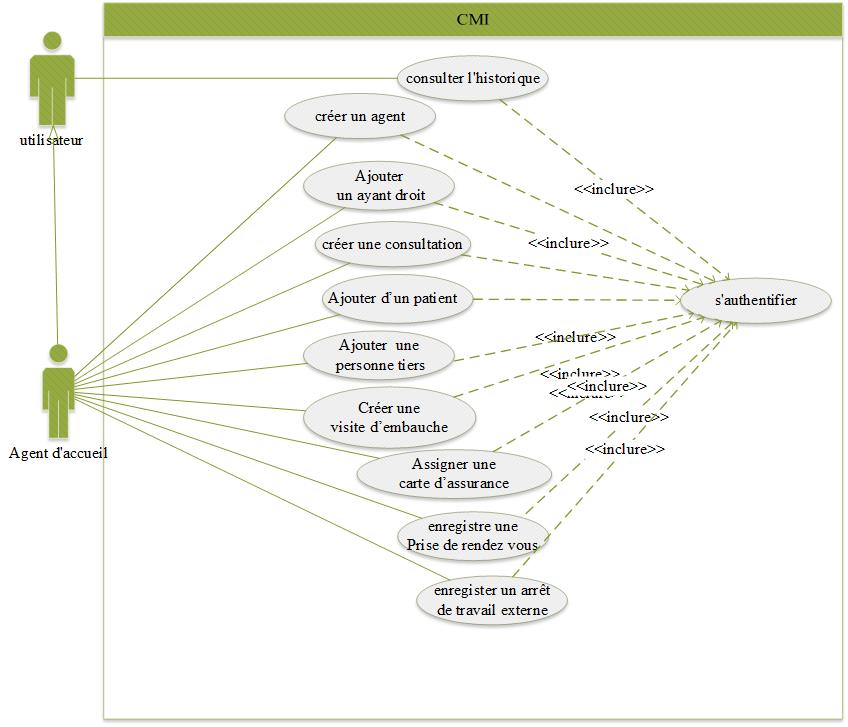 CMI
consulter l'historique
créer un agent
utilisateur
Ajouter
un ayant droit
<<inclure>>
créer une consultation
<<inclure>>
Ajouter d'un patient
s'authentifier
Ajouter une
personne tiers
<<inclure>>
<<inclure>>
<<inclure>>
Créer une
visite d'embauche
<<inclure>>
Agent d'accueil
<<inclure>>
Assigner une
carte d'assurance
enregistre une
Prise de rendez vous
enregister un arrêt
de travail externe